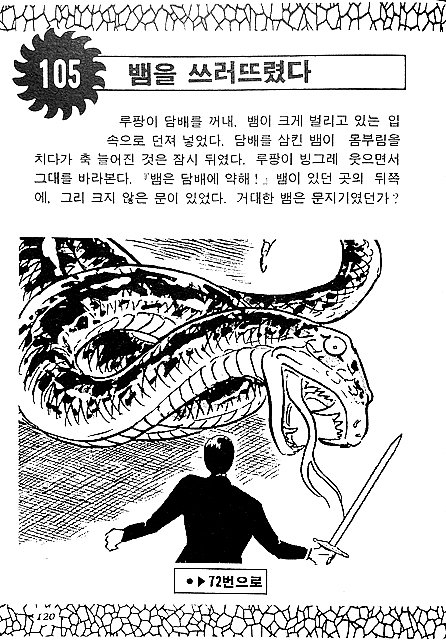 105
뱀을 쓰러뜨렸다
루팡이 담배를 꺼내. 뱀이 크게 벌리고 있는 입
속으로 던져 넣었다. 담배를 삼킨 뱀이 몸부림을
치다가 축 늘어진 것은 잠시 뒤였다. 루팡이 빙그레 웃으면서
그대를 바라본다. 『뱀은 담배에 약해!』 뱀이 있던 곳의 뒤쪽
에, 그리 크지 않은 문이 있었다. 거대한 뱀은 문지기였던가?
●▶72번으로
120